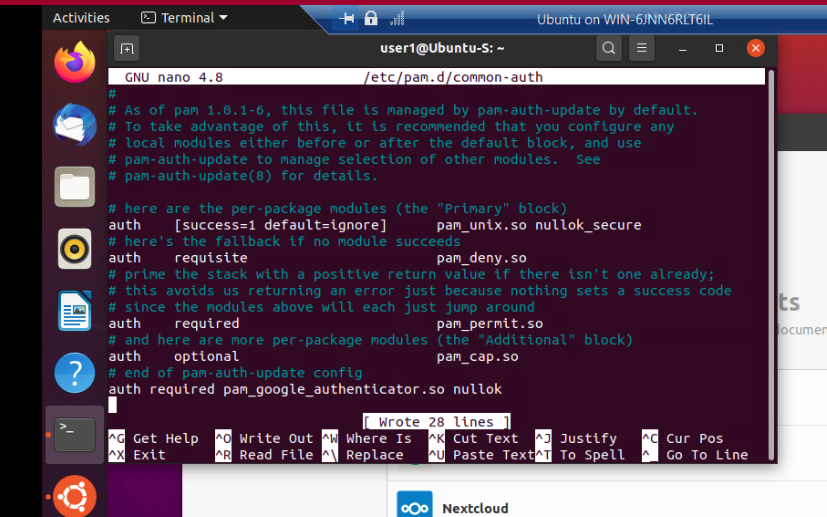 Activities
Terminal
Ubuntu on WIN-6JNN6RLT6IL
user1@Ubuntu-S: ~
GNU nano 4.8 /etc/pam.d/common-auth
#
# As of pam 1.0.1-6, this file is managed by pam-auth-update by default.
# To take advantage of this, it is recommended that you configure any
# local modules either before or after the default block, and use
# pam-auth-update to manage selection of other modules.  See
# pam-auth-update(8) for details.
# here are the per-package modules (the "Primary" block)
auth    [success=1 default=ignore]      pam_unix.so nullok_secure
# here's the fallback if no module succeeds
auth    requisite                       pam_deny.so
# prime the stack with a positive return value if there isn't one already;
# this avoids us returning an error just because nothing sets a success code
# since the modules above will each just jump around
auth    required                        pam_permit.so
# and here are more per-package modules (the "Additional" block)
auth    optional                        pam_cap.so
# end of pam-auth-update config
auth required pam_google_authenticator.so nullok
[ Wrote 28 lines ]
^G Get Help ^O Write Out ^W Where Is ^K Cut Text ^J Justify ^C Cur Pos
^X Exit ^R Read File ^\ Replace ^U Paste Text ^T To Spell ^_ Go To Line
ts
documen
Nextcloud